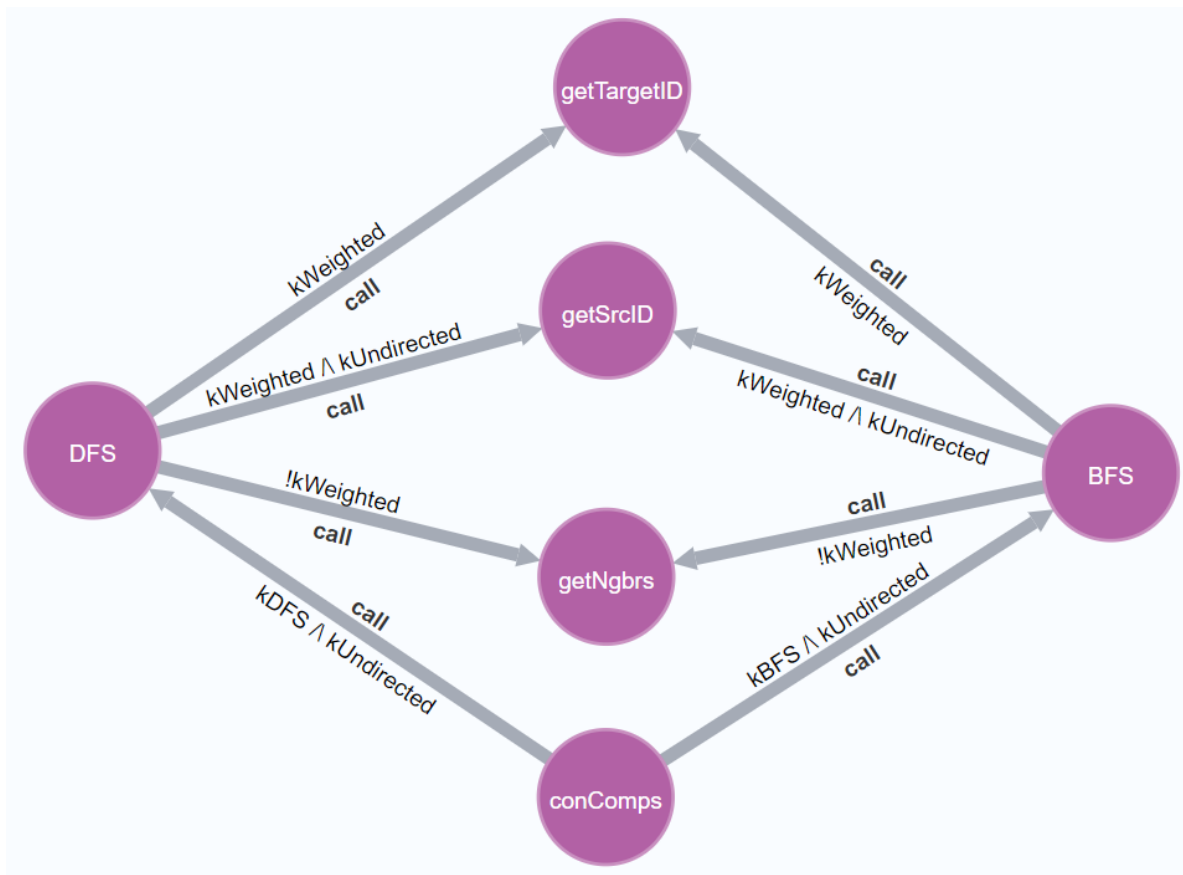 getTargetID
kWeighted
call
call
kWeighted
getSrcID
kWeighted /\ kUndirected
call
call
kWeighted /\ kUndirected
DFS
BFS
!kWeighted
call
call
!kWeighted
getNgbrs
call
kDFS /\ kUndirected
kBFS /\ kUndirected
call
conComps